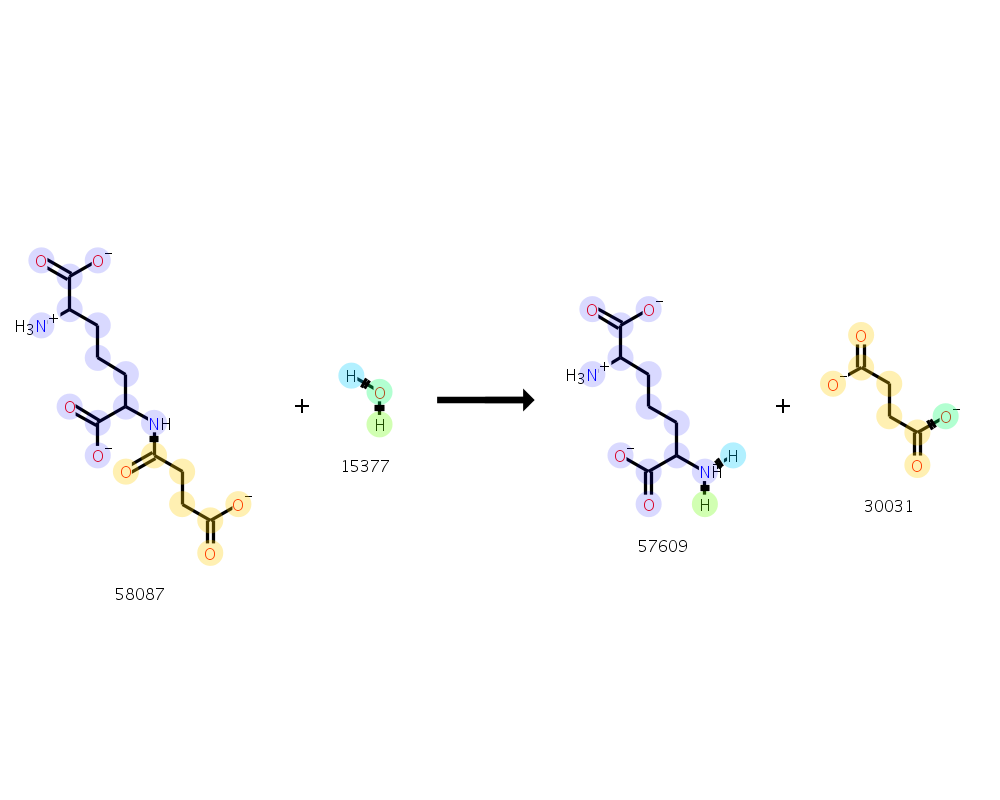 O O⁻
H₃N⁺
O NH
O⁻ O
O⁻
O
58087
+
H
O
H
15377
O O⁻
H₃N⁺
O⁻ NH H
O H
57609
+
O
O⁻ O⁻
O
30031